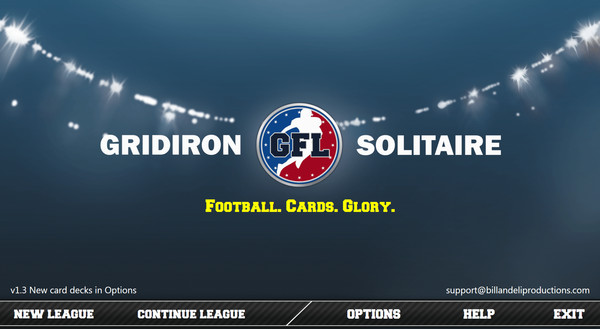 GRIDIRON GFL SOLITAIRE
FOOTBALL. CARDS. GLORY.
v1.3 New card decks in Options support@billandeliproductions.com
NEW LEAGUE CONTINUE LEAGUE OPTIONS HELP EXIT